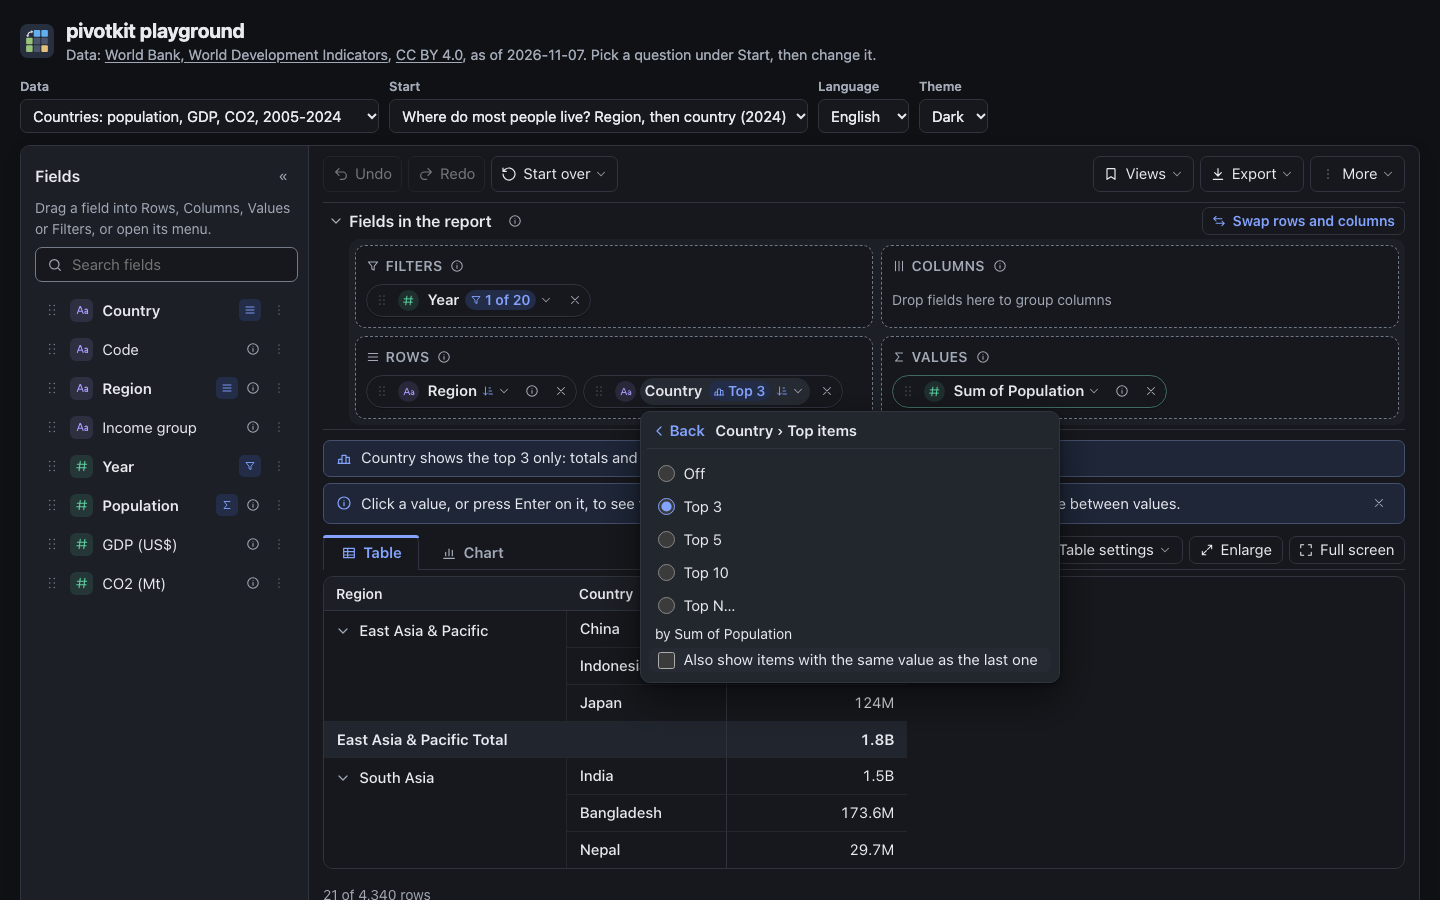 pivotkit playground
Data: World Bank, World Development Indicators, CC BY 4.0, as of 2026-11-07. Pick a question under Start, then change it.
Data
Start
Language
Theme
Countries: population, GDP, CO2, 2005-2024
Where do most people live? Region, then country (2024)
English
Dark
Fields
«
Drag a field into Rows, Columns, Values
or Filters, or open its menu.
Search fields
Aa Country
Aa Code
Aa Region
Aa Income group
# Year
# Population Σ
# GDP (US$)
# CO2 (Mt)
Undo
Redo
Start over
Views
Export
More
Fields in the report
Swap rows and columns
FILTERS
# Year 1 of 20
COLUMNS
Drop fields here to group columns
ROWS
Aa Region
Aa Country Top 3
Σ VALUES
# Sum of Population
Back Country › Top items
Off
Top 3
Top 5
Top 10
Top N...
by Sum of Population
Also show items with the same value as the last one
Country shows the top 3 only: totals and
Click a value, or press Enter on it, to see
between values.
Table
Chart
Table settings
Enlarge
Full screen
Region Country
East Asia & Pacific China
Indonesi
Japan 124M
East Asia & Pacific Total 1.8B
South Asia India 1.5B
Bangladesh 173.6M
Nepal 29.7M
21 of 4,340 rows